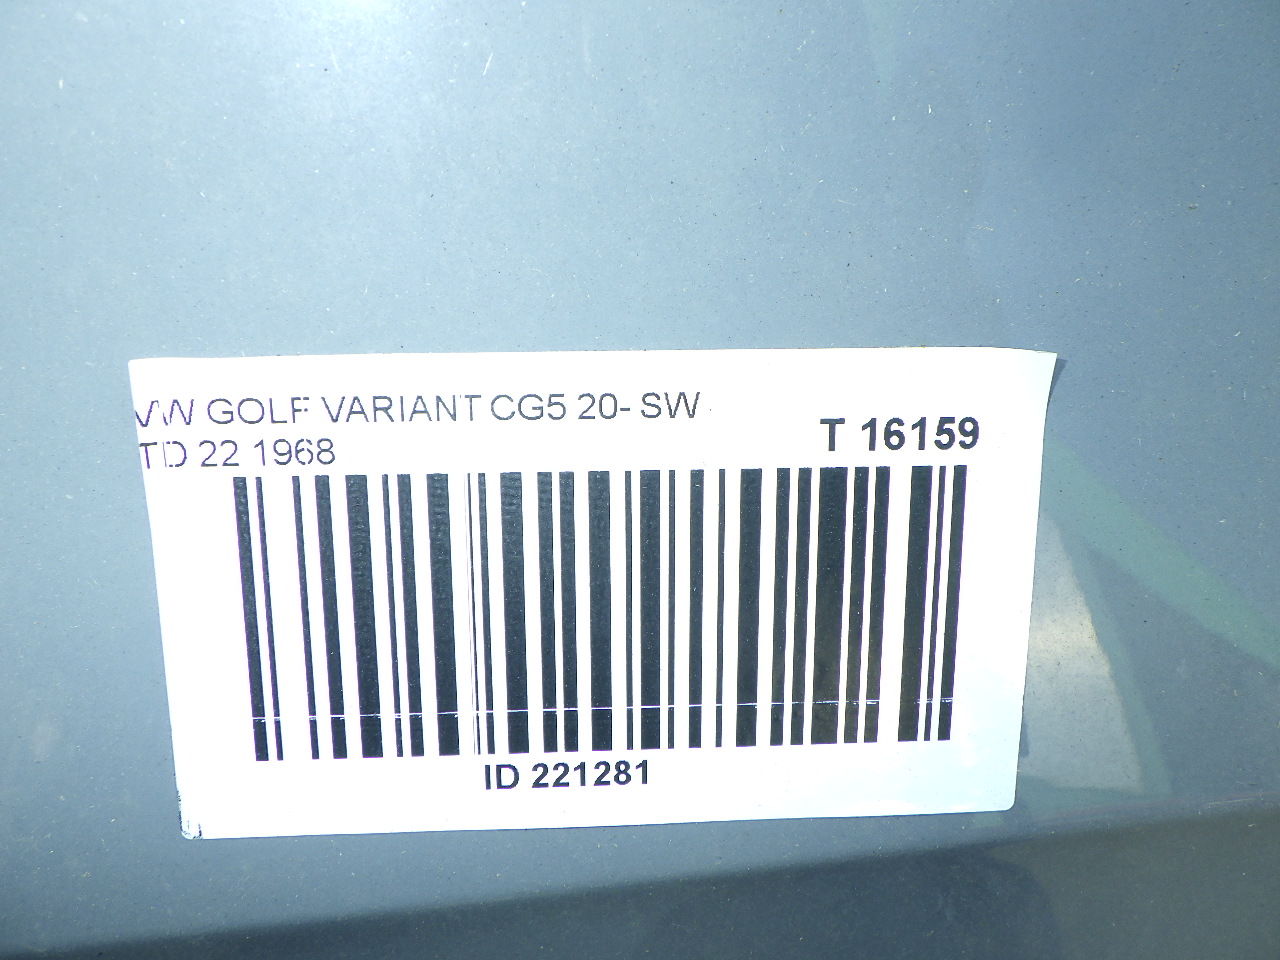 VW GOLF VARIANT CG5 20- SW
TD 22 1968
T 16159
ID 221281